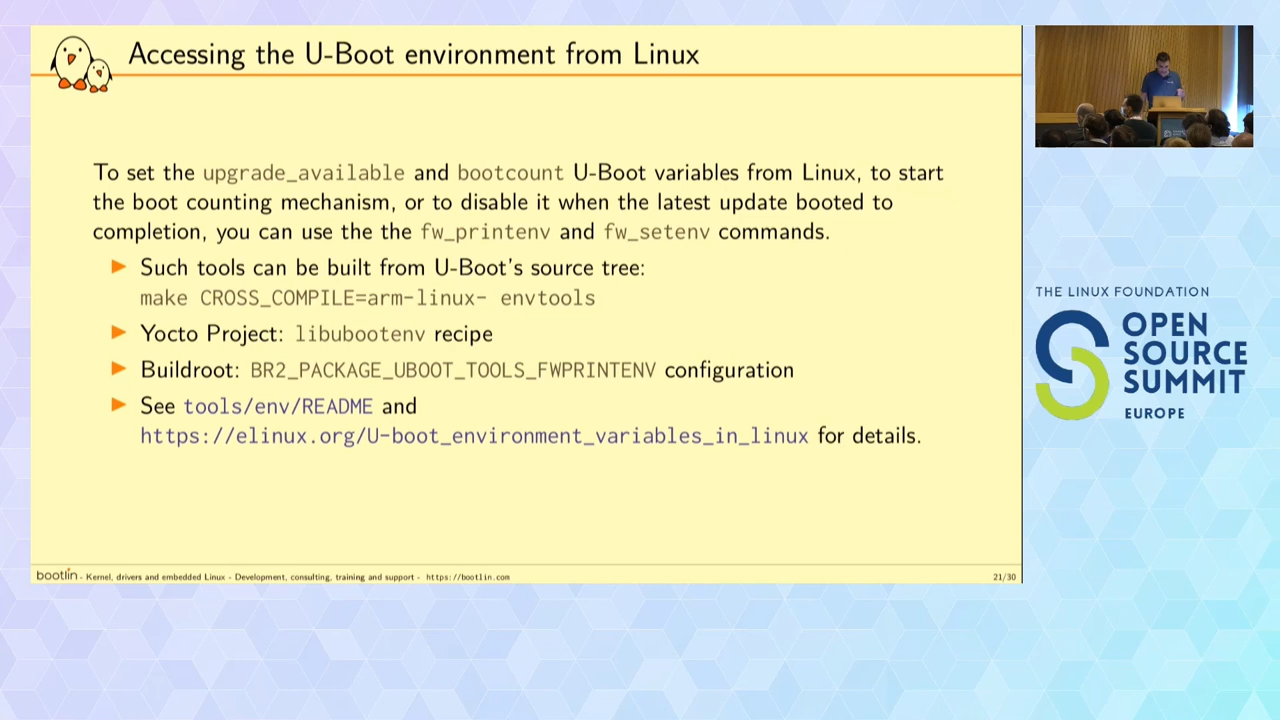 Accessing the U-Boot environment from Linux
To set the upgrade_available and bootcount U-Boot variables from Linux, to start
the boot counting mechanism, or to disable it when the latest update booted to
completion, you can use the the fw_printenv and fw_setenv commands.
▶ Such tools can be built from U-Boot's source tree:
make CROSS_COMPILE=arm-linux- envtools
▶ Yocto Project: libubootenv recipe
▶ Buildroot: BR2_PACKAGE_UBOOT_TOOLS_FWPRINTENV configuration
▶ See tools/env/README and
https://elinux.org/U-boot_environment_variables_in_linux for details.
bootlin - Kernel, drivers and embedded Linux - Development, consulting, training and support - https://bootlin.com
21/30
THE LINUX FOUNDATION
OPEN
SOURCE
SUMMIT
EUROPE